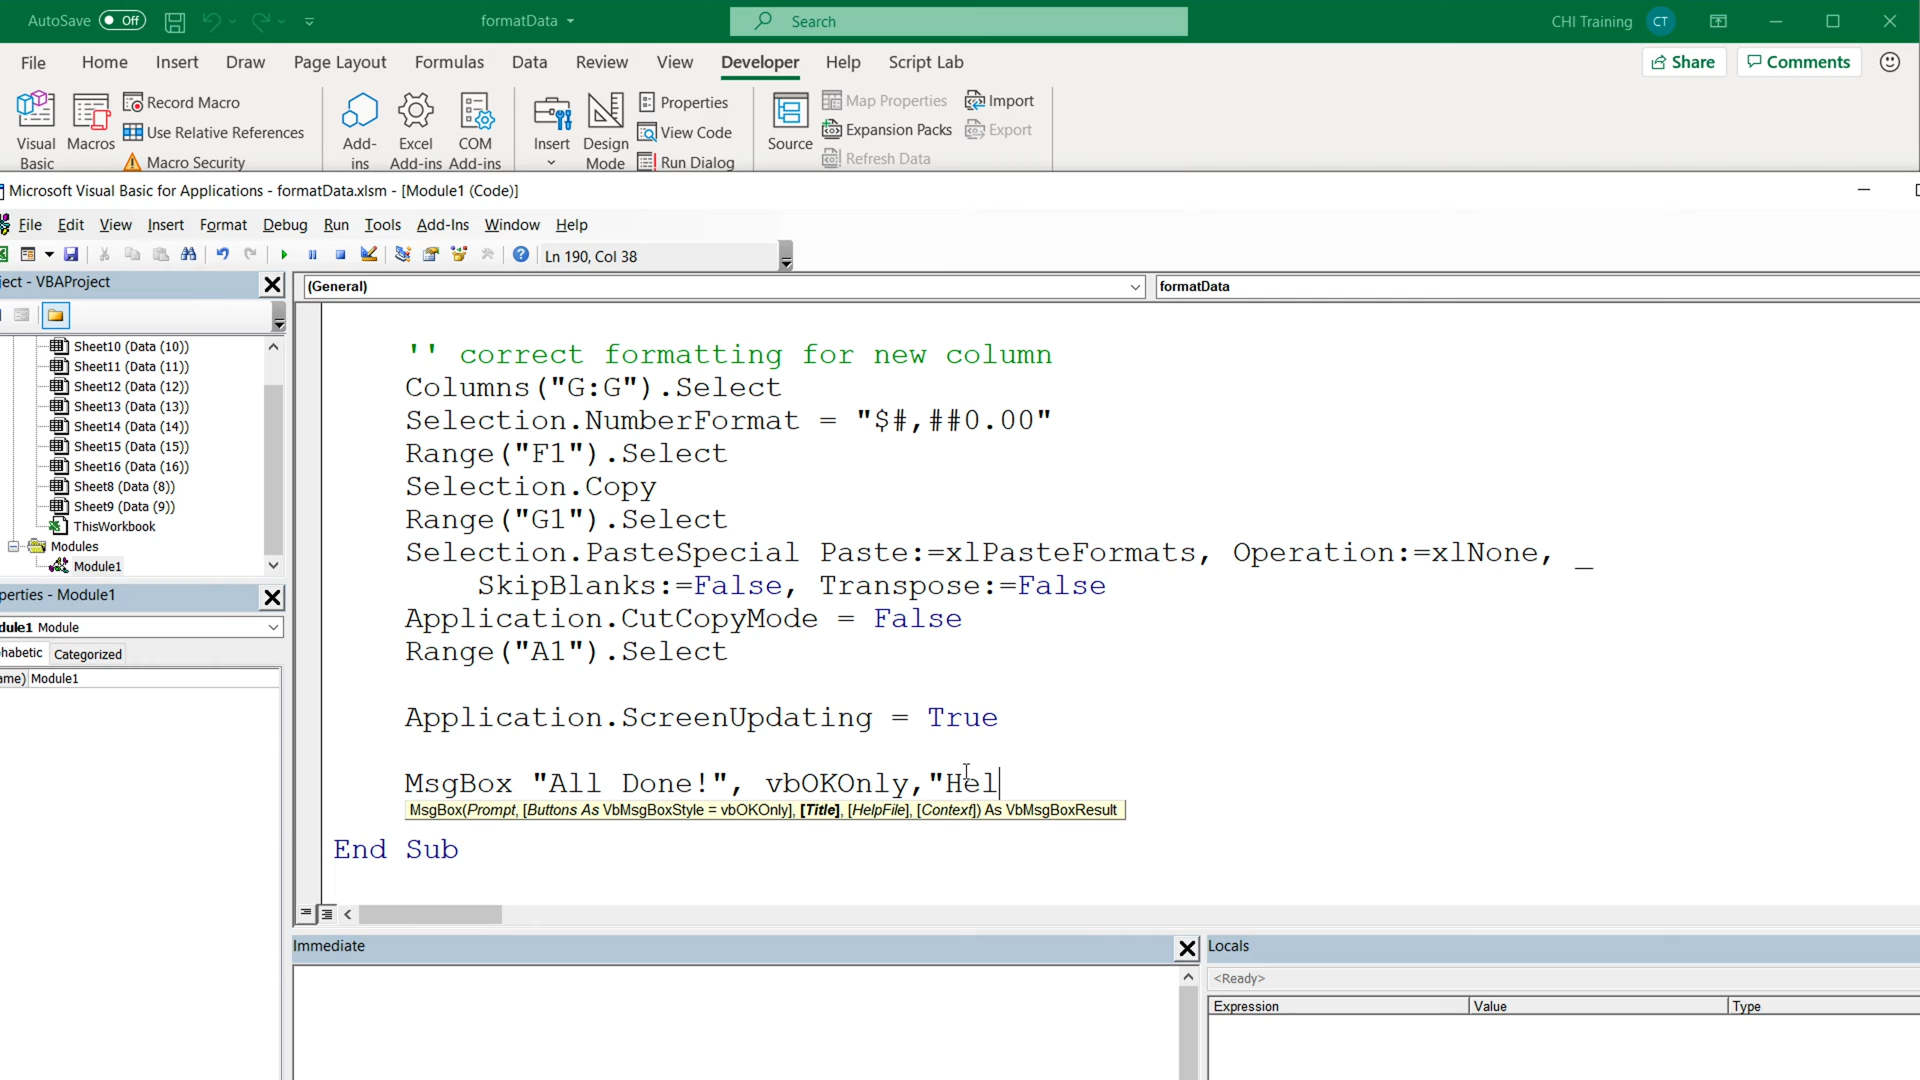 AutoSave Off formatData Search CHI Training CT
File Home Insert Draw Page Layout Formulas Data Review View Developer Help Script Lab Share Comments
Record Macro Properties Map Properties Import
Use Relative References View Code Expansion Packs Export
Visual Basic Macros Macro Security Add-ins Excel Add-ins COM Add-ins Insert Design Mode Run Dialog Source Refresh Data
Microsoft Visual Basic for Applications - formatData.xlsm - [Module1 (Code)]
File Edit View Insert Format Debug Run Tools Add-Ins Window Help
Ln 190, Col 38
ject - VBAProject
(General) formatData
Sheet10 (Data (10))
Sheet11 (Data (11))
Sheet12 (Data (12))
Sheet13 (Data (13))
Sheet14 (Data (14))
Sheet15 (Data (15))
Sheet16 (Data (16))
Sheet8 (Data (8))
Sheet9 (Data (9))
ThisWorkbook
Modules
Module1
perties - Module1
dule1 Module
habetic Categorized
ame) Module1
'' correct formatting for new column
Columns("G:G").Select
Selection.NumberFormat = "$#,##0.00"
Range("F1").Select
Selection.Copy
Range("G1").Select
Selection.PasteSpecial Paste:=xlPasteFormats, Operation:=xlNone, _
SkipBlanks:=False, Transpose:=False
Application.CutCopyMode = False
Range("A1").Select
Application.ScreenUpdating = True
MsgBox "All Done!", vbOKOnly,"Hel
MsgBox(Prompt, [Buttons As VbMsgBoxStyle = vbOKOnly], [Title], [HelpFile], [Context]) As VbMsgBoxResult
End Sub
Immediate
Locals
<Ready>
Expression Value Type